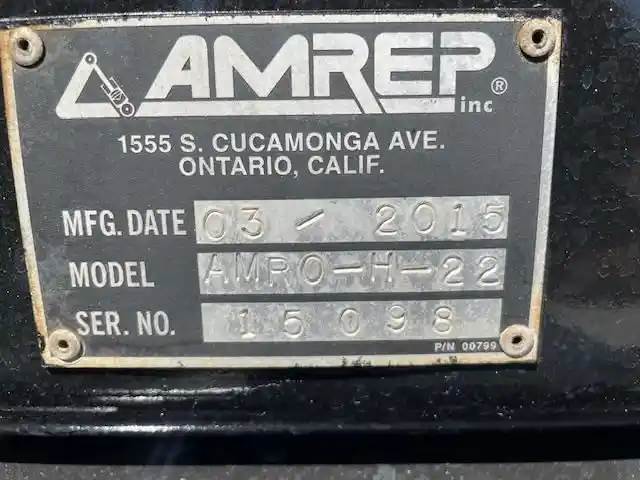 AMREP®
inc
1555 S. CUCAMONGA AVE.
ONTARIO, CALIF.
MFG. DATE 03 / 2015
MODEL AMRO-H-22
SER. NO. 15098
P/N 00799